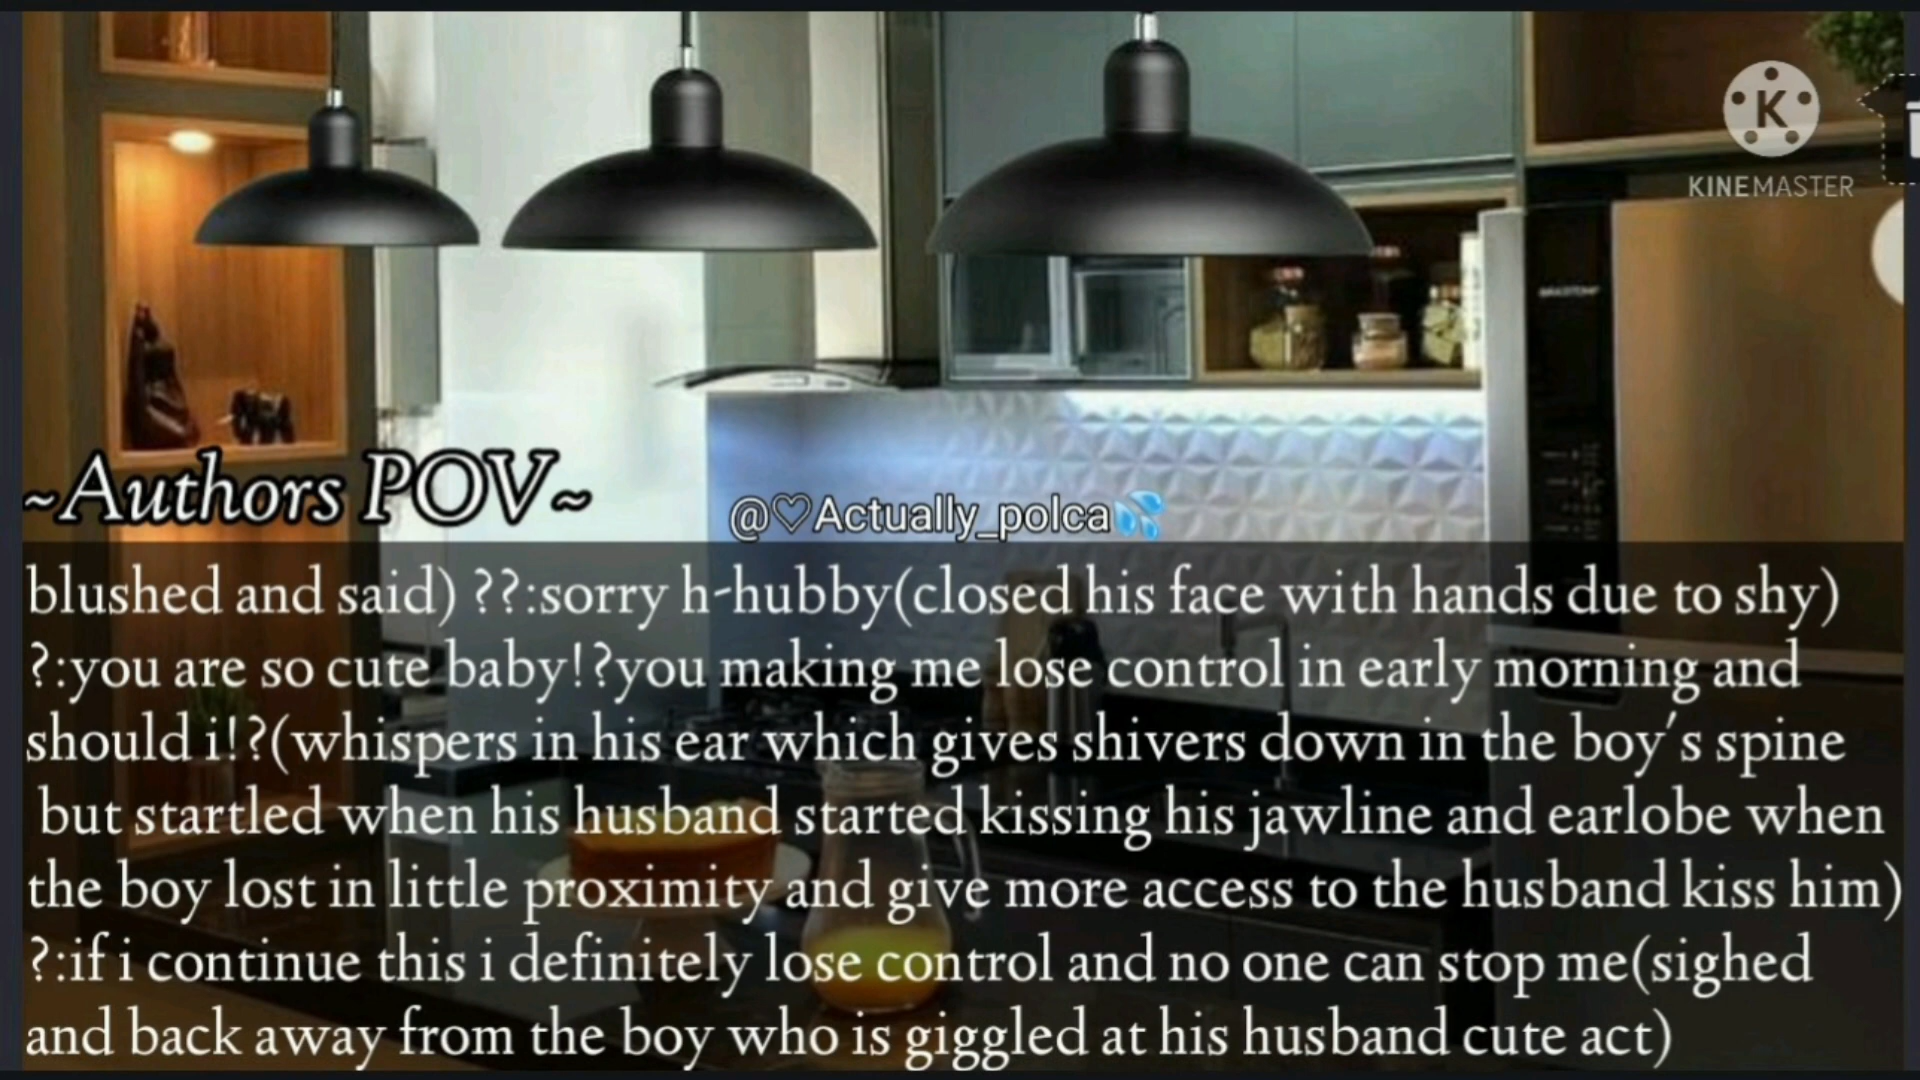 KINEMASTER
~Authors POV~
@♡Actually_polca💦
blushed and said) ??:sorry h-hubby(closed his face with hands due to shy)
?:you are so cute baby!?you making me lose control in early morning and
should i!?(whispers in his ear which gives shivers down in the boy's spine
but startled when his husband started kissing his jawline and earlobe when
the boy lost in little proximity and give more access to the husband kiss him)
?:if i continue this i definitely lose control and no one can stop me(sighed
and back away from the boy who is giggled at his husband cute act)